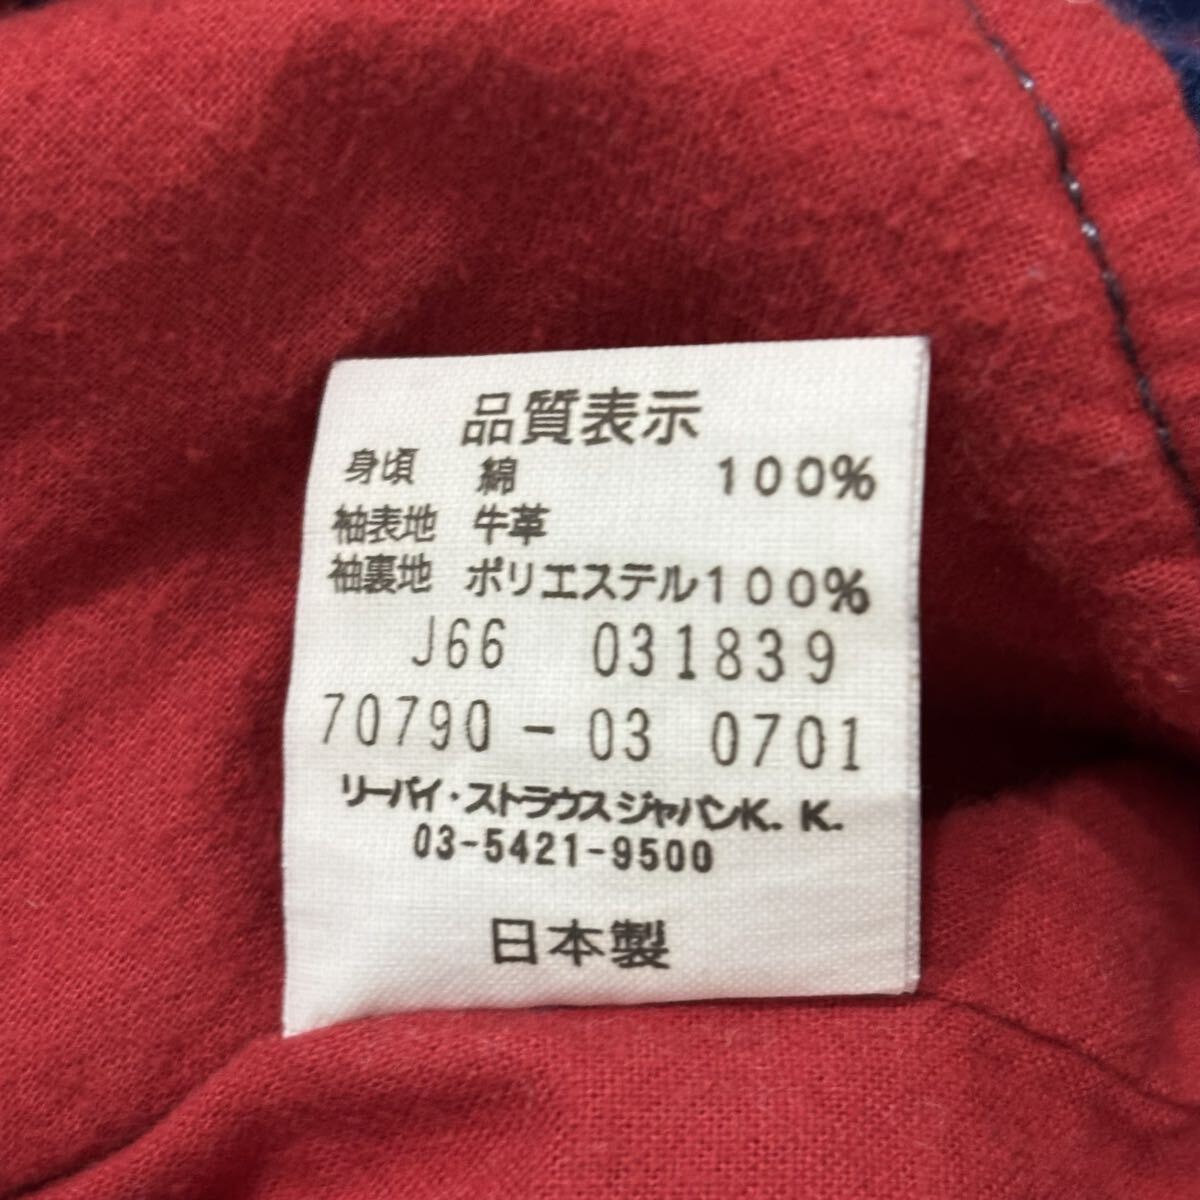 品質表示
身頃 綿 100%
袖表地 牛革
袖裏地 ポリエステル100%
J66 031839
70790-03 0701
リーバイ・ストラウスジャパンK.K.
03-5421-9500
日本製